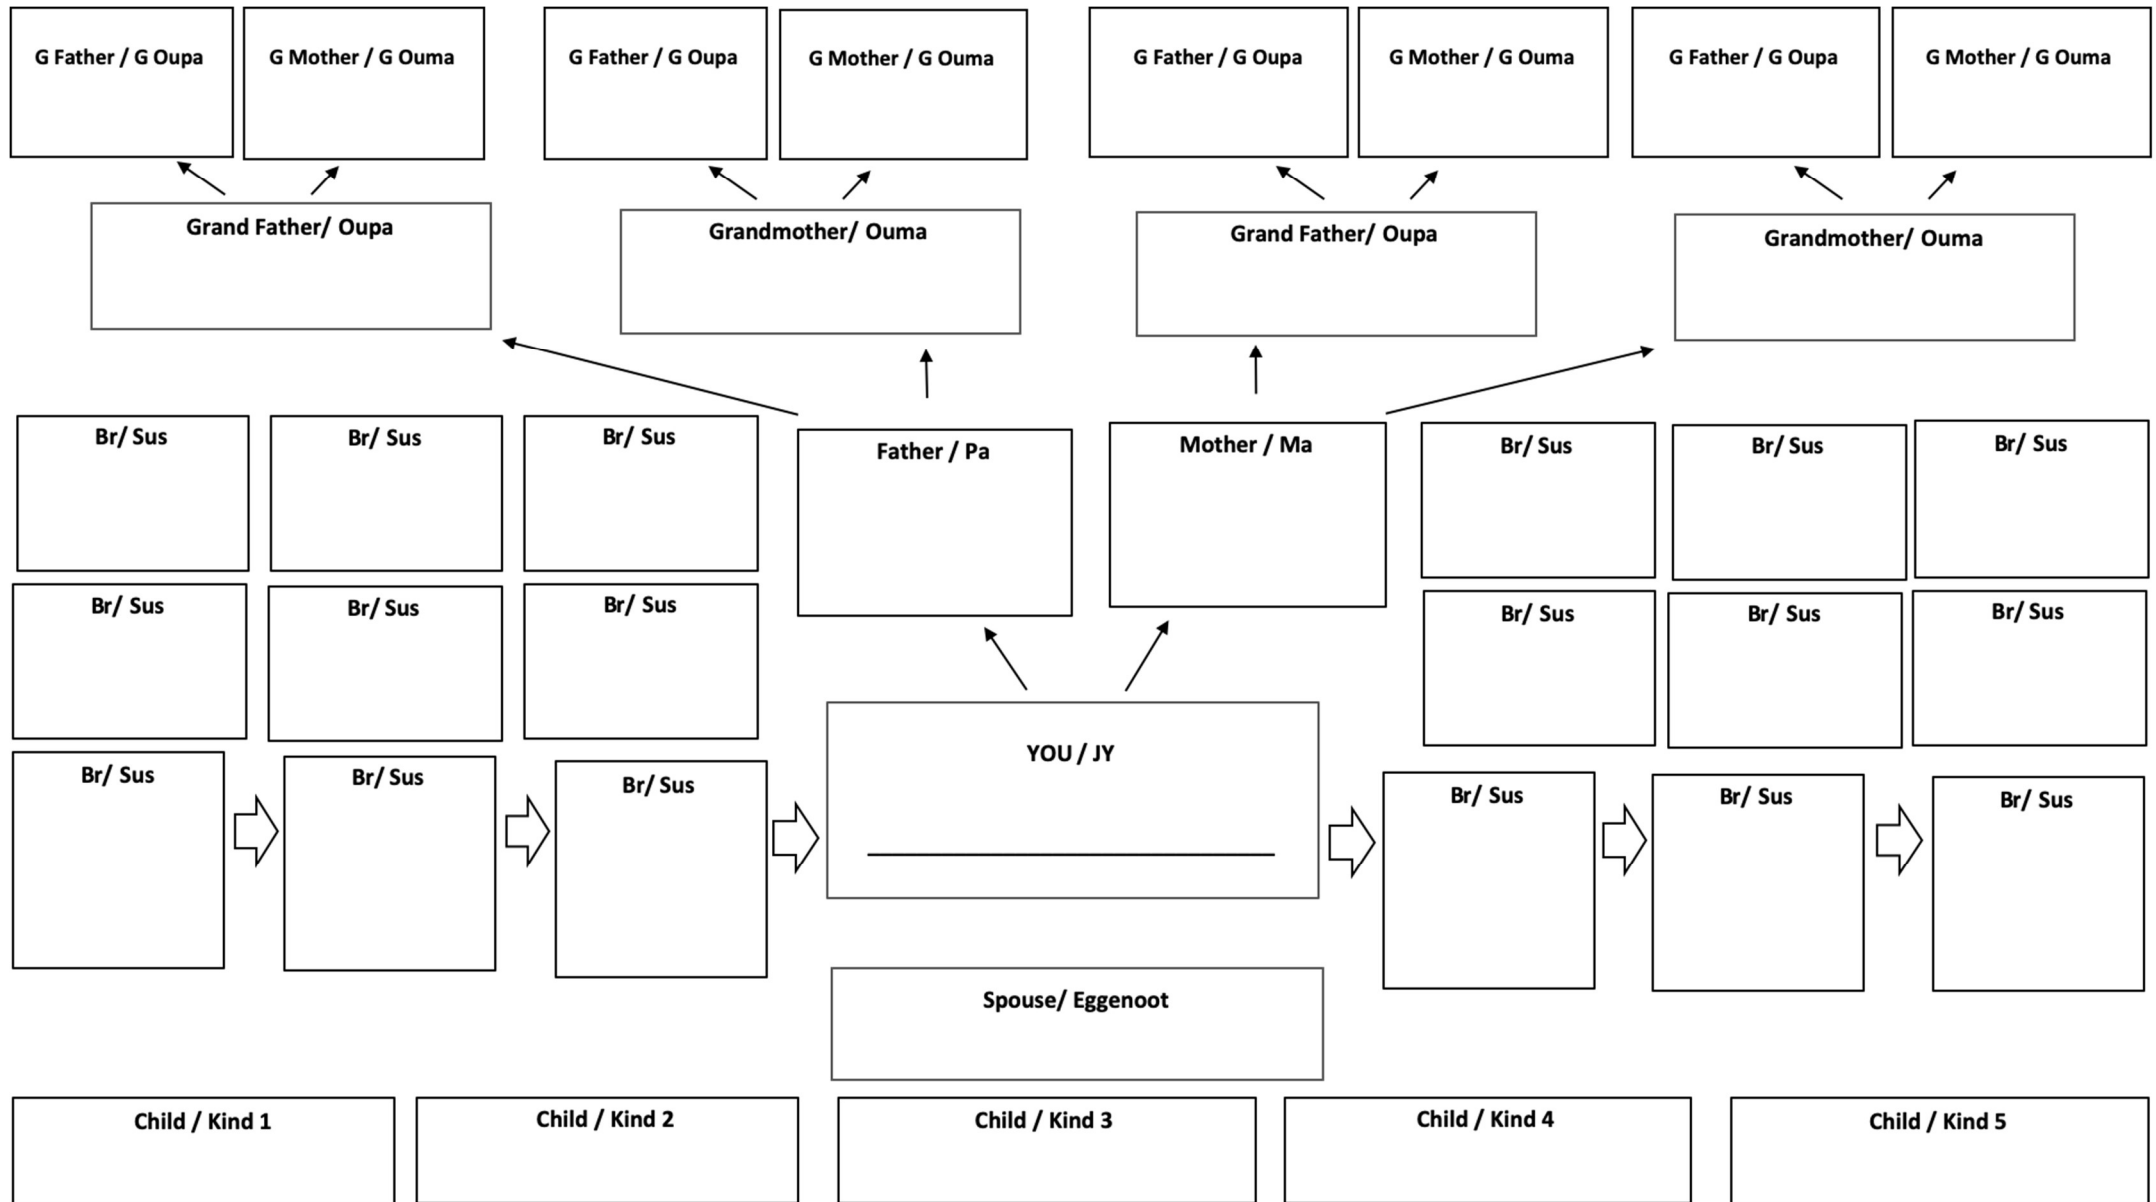 G Father / G Oupa
G Mother / G Ouma
G Father / G Oupa
G Mother / G Ouma
G Father / G Oupa
G Mother / G Ouma
G Father / G Oupa
G Mother / G Ouma
Grand Father/ Oupa
Grandmother/ Ouma
Grand Father/ Oupa
Grandmother/ Ouma
Br/ Sus
Br/ Sus
Br/ Sus
Father / Pa
Mother / Ma
Br/ Sus
Br/ Sus
Br/ Sus
Br/ Sus
Br/ Sus
Br/ Sus
Br/ Sus
Br/ Sus
Br/ Sus
YOU / JY
Br/ Sus
Br/ Sus
Br/ Sus
Br/ Sus
Br/ Sus
Br/ Sus
Spouse/ Eggenoot
Child / Kind 1
Child / Kind 2
Child / Kind 3
Child / Kind 4
Child / Kind 5